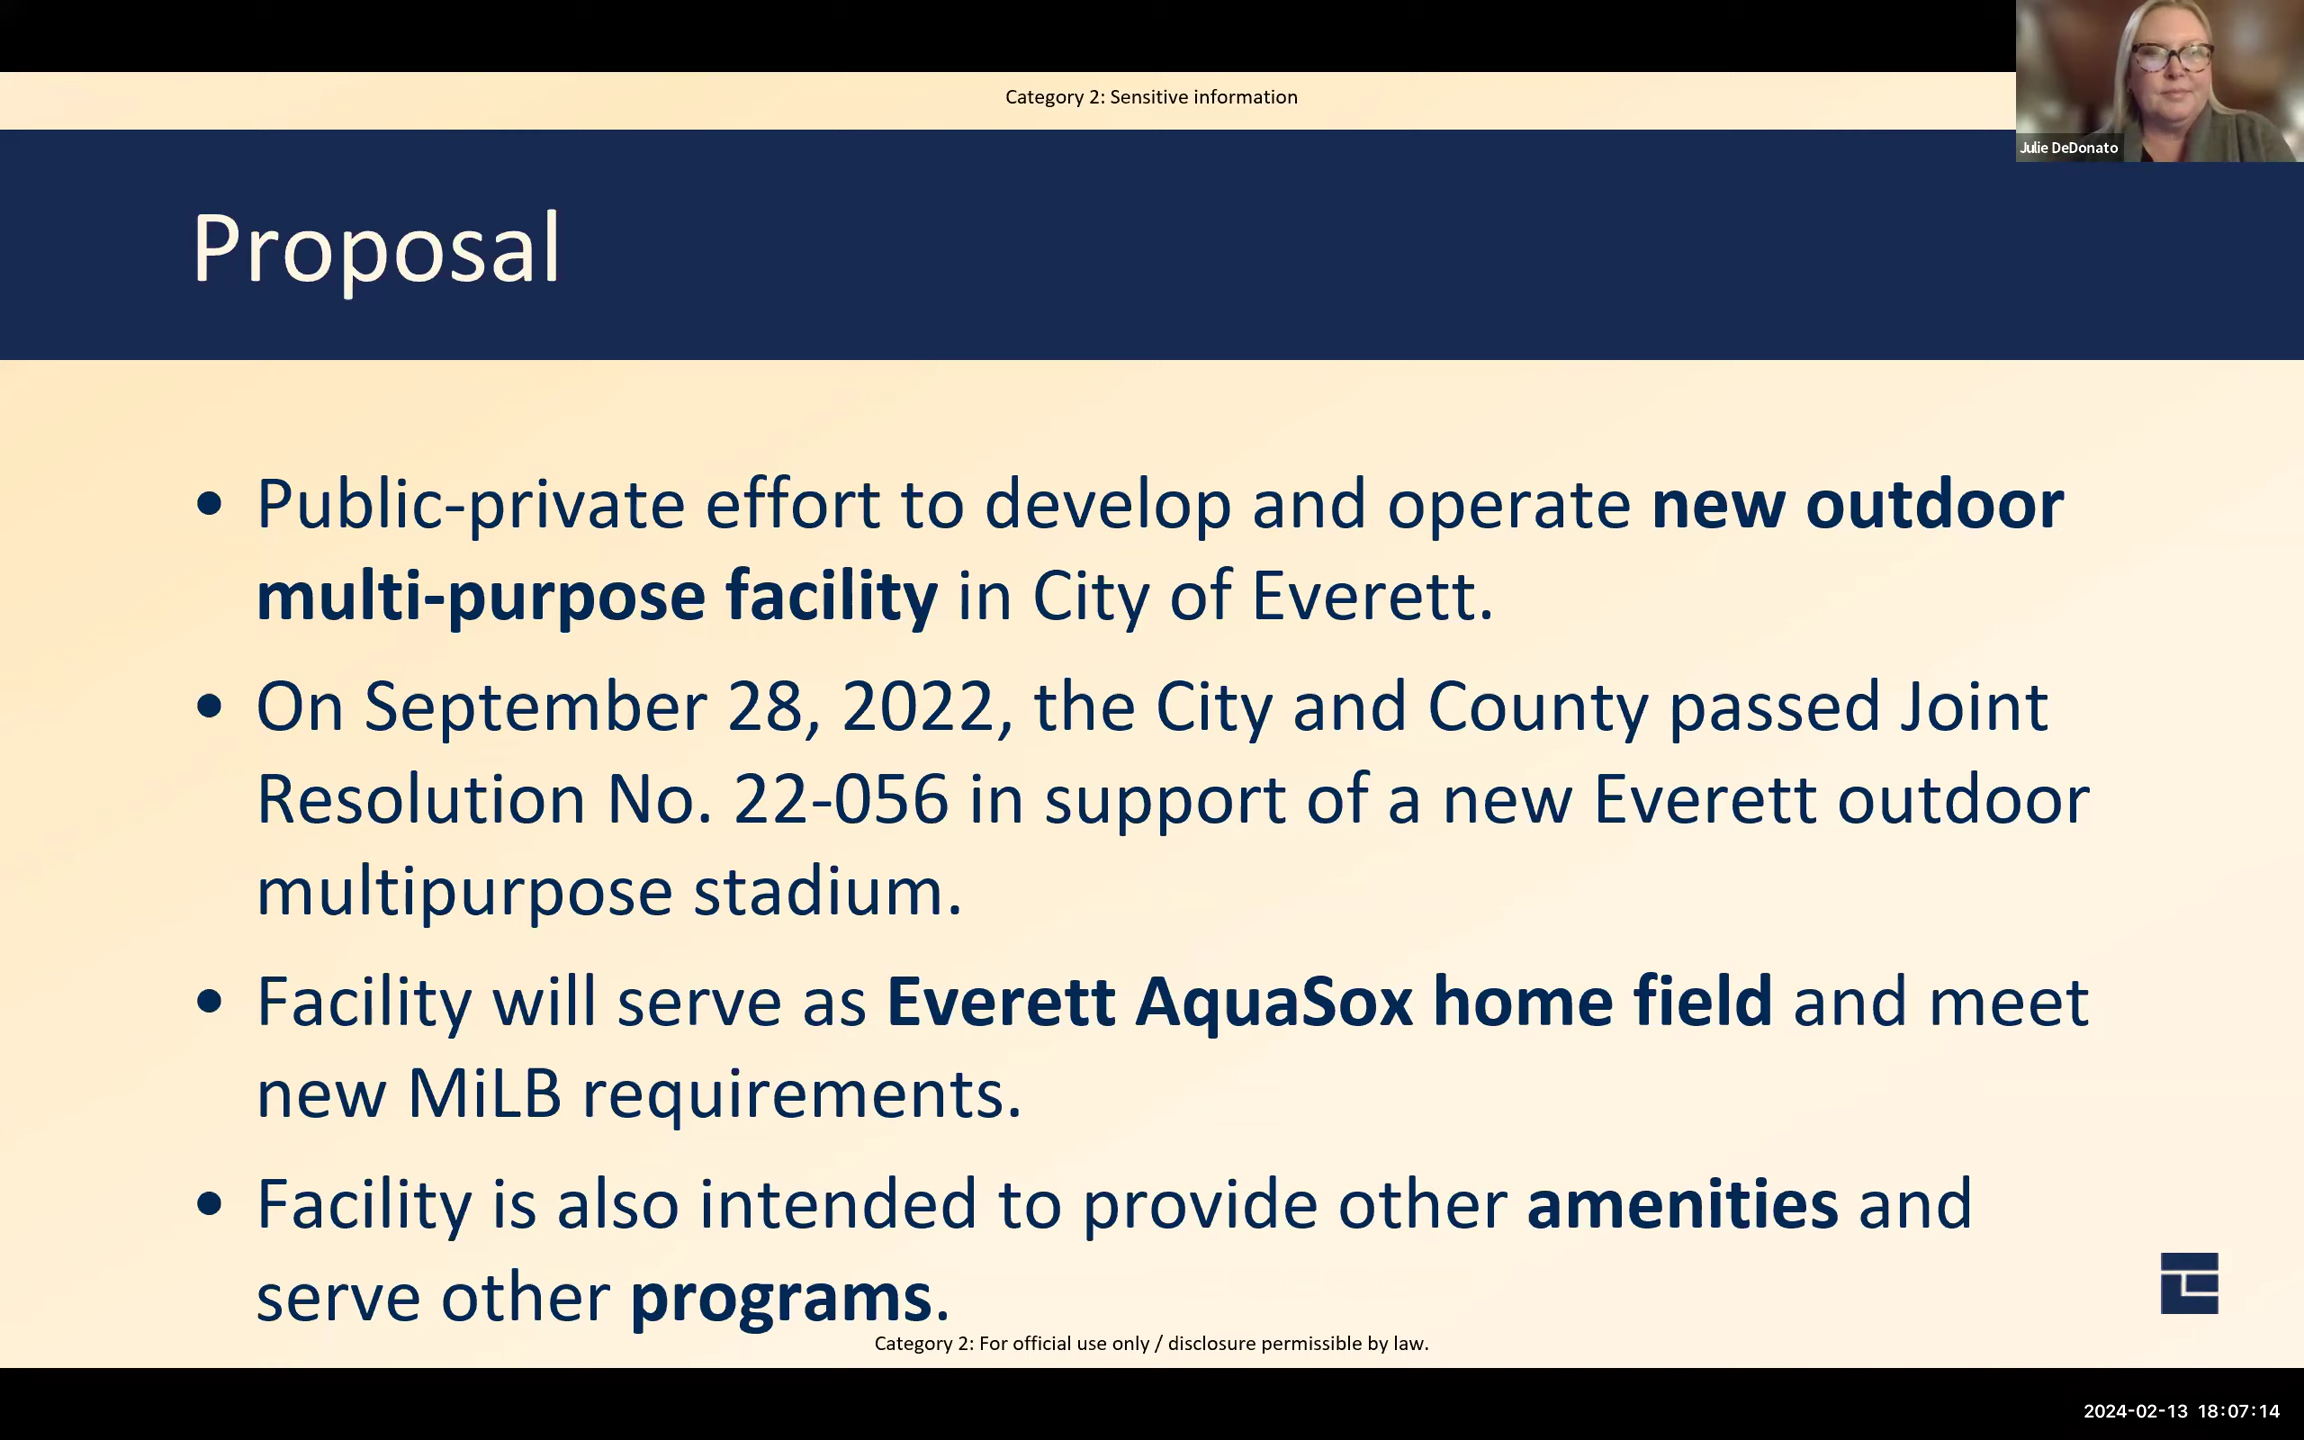 Category 2: Sensitive information
Julie DeDonato
Proposal
• Public-private effort to develop and operate new outdoor
multi-purpose facility in City of Everett.
• On September 28, 2022, the City and County passed Joint
Resolution No. 22-056 in support of a new Everett outdoor
multipurpose stadium.
• Facility will serve as Everett AquaSox home field and meet
new MiLB requirements.
• Facility is also intended to provide other amenities and
serve other programs.
Category 2: For official use only / disclosure permissible by law.
2024-02-13 18:07:14